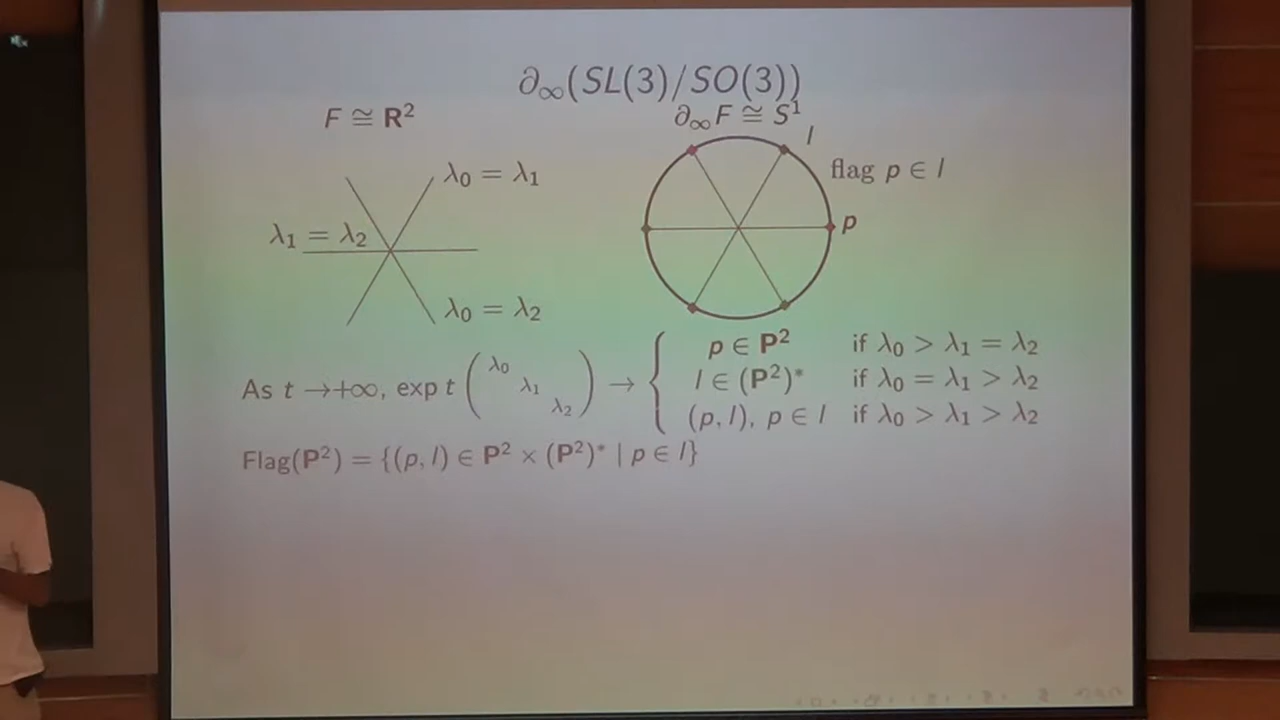 ∂∞(SL(3)/SO(3))
F ≅ R²
∂∞F ≅ S¹
l
λ₀ = λ₁
flag p ∈ l
λ₁ = λ₂
p
λ₀ = λ₂
As t →+∞, exp t ( λ₀ λ₁ λ₂ ) → { p ∈ P² if λ₀ > λ₁ = λ₂
l ∈ (P²)* if λ₀ = λ₁ > λ₂
(p, l), p ∈ l if λ₀ > λ₁ > λ₂
Flag(P²) = {(p, l) ∈ P² × (P²)* | p ∈ l}